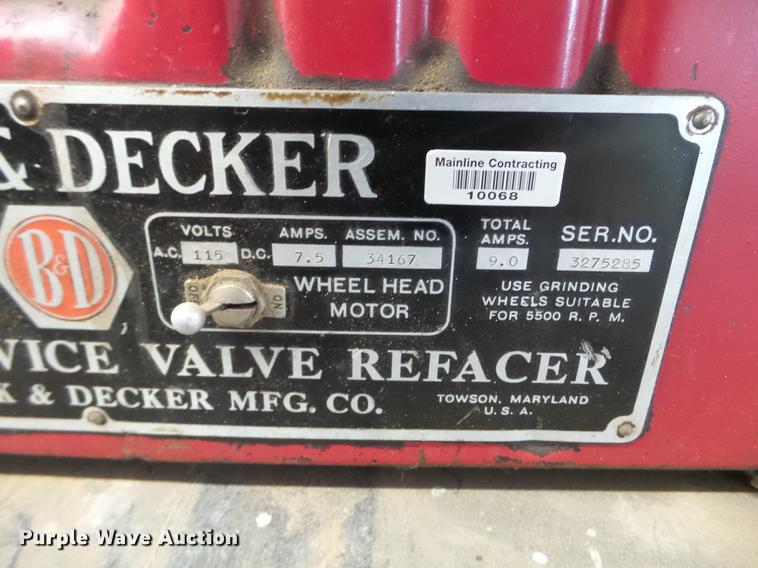 & DECKER
Mainline Contracting
10068
B&D
VOLTS AMPS. ASSEM. NO.
A.C. 115 D.C. 7.5 34167
OFF ON
WHEEL HEAD
MOTOR
TOTAL
AMPS.
9.0
SER.NO.
3275285
USE GRINDING
WHEELS SUITABLE
FOR 5500 R.P.M.
VICE VALVE REFACER
K & DECKER MFG. CO.
TOWSON, MARYLAND
U.S.A.
Purple Wave Auction